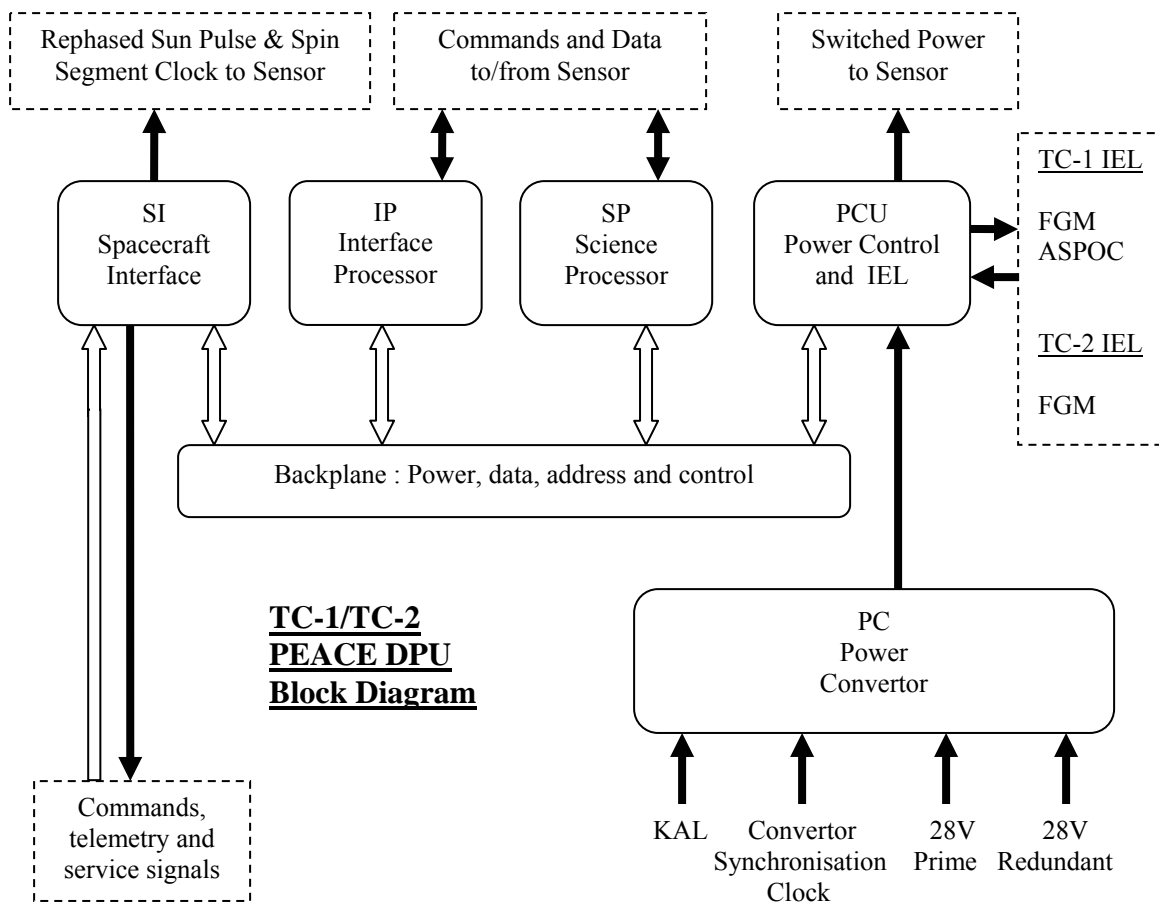 Rephased Sun Pulse & Spin
Segment Clock to Sensor
Commands and Data
to/from Sensor
Switched Power
to Sensor
SI
Spacecraft
Interface
IP
Interface
Processor
SP
Science
Processor
PCU
Power Control
and IEL
TC-1 IEL
FGM
ASPOC
TC-2 IEL
FGM
Backplane : Power, data, address and control
TC-1/TC-2
PEACE DPU
Block Diagram
PC
Power
Convertor
Commands,
telemetry and
service signals
KAL
Convertor
Synchronisation
Clock
28V
Prime
28V
Redundant